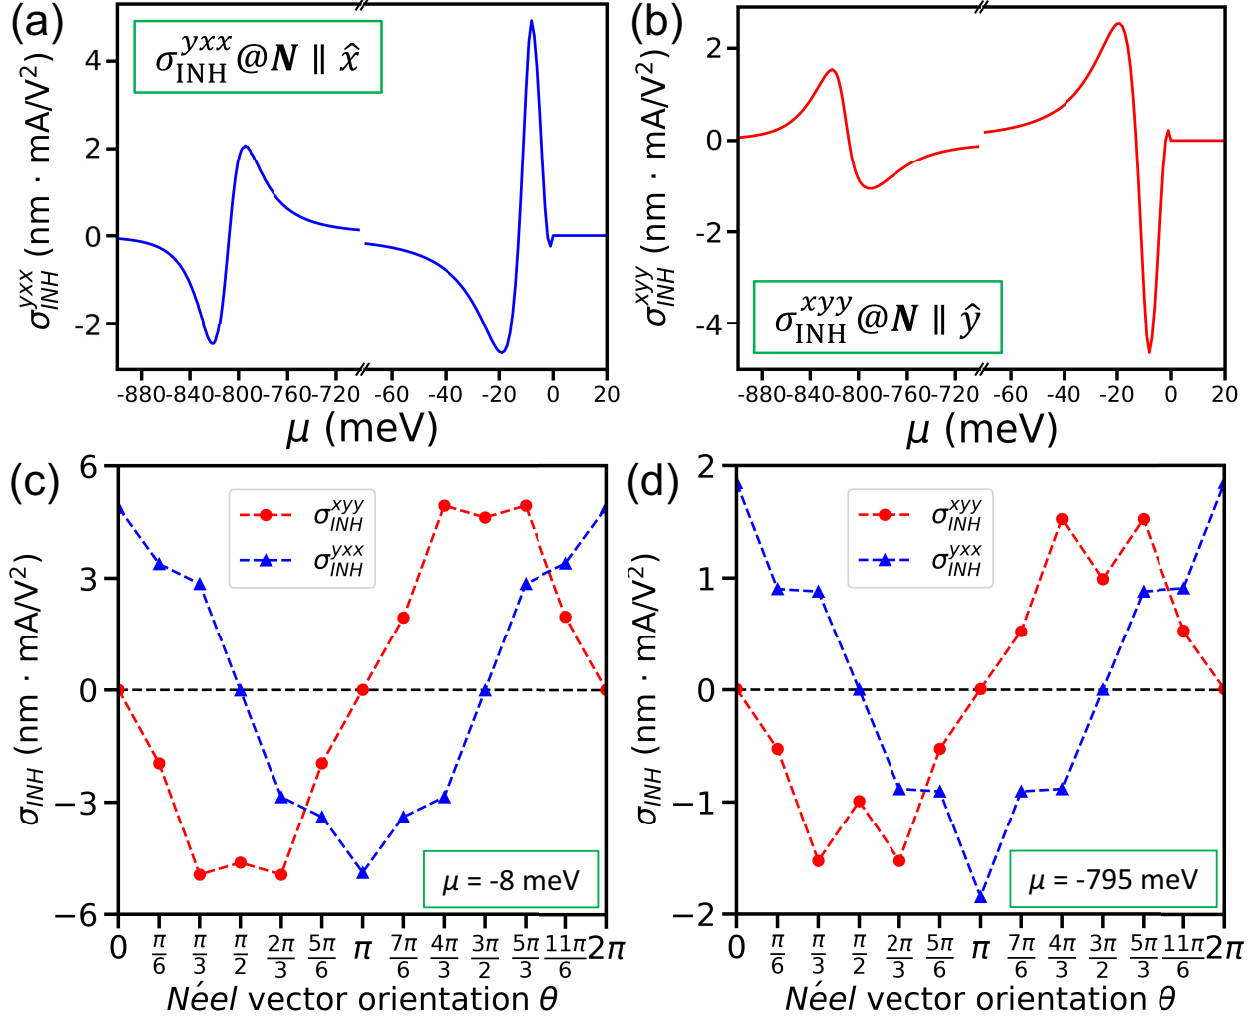 (a)
σ_INH^yxx @N ∥ x̂
σ_INH^yxx (nm · mA/V²)
4
2
0
-2
-880 -840 -800 -760 -720 -60 -40 -20 0 20
μ (meV)
(b)
σ_INH^xyy (nm · mA/V²)
2
0
-2
-4
σ_INH^xyy @N ∥ ŷ
-880 -840 -800 -760 -720 -60 -40 -20 0 20
μ (meV)
(c)
σ_INH (nm · mA/V²)
6
3
0
−3
−6
σ_INH^xyy
σ_INH^yxx
μ = -8 meV
0 π/6 π/3 π/2 2π/3 5π/6 π 7π/6 4π/3 3π/2 5π/3 11π/6 2π
Néel vector orientation θ
(d)
σ_INH (nm · mA/V²)
2
1
0
−1
−2
σ_INH^xyy
σ_INH^yxx
μ = -795 meV
0 π/6 π/3 π/2 2π/3 5π/6 π 7π/6 4π/3 3π/2 5π/3 11π/6 2π
Néel vector orientation θ